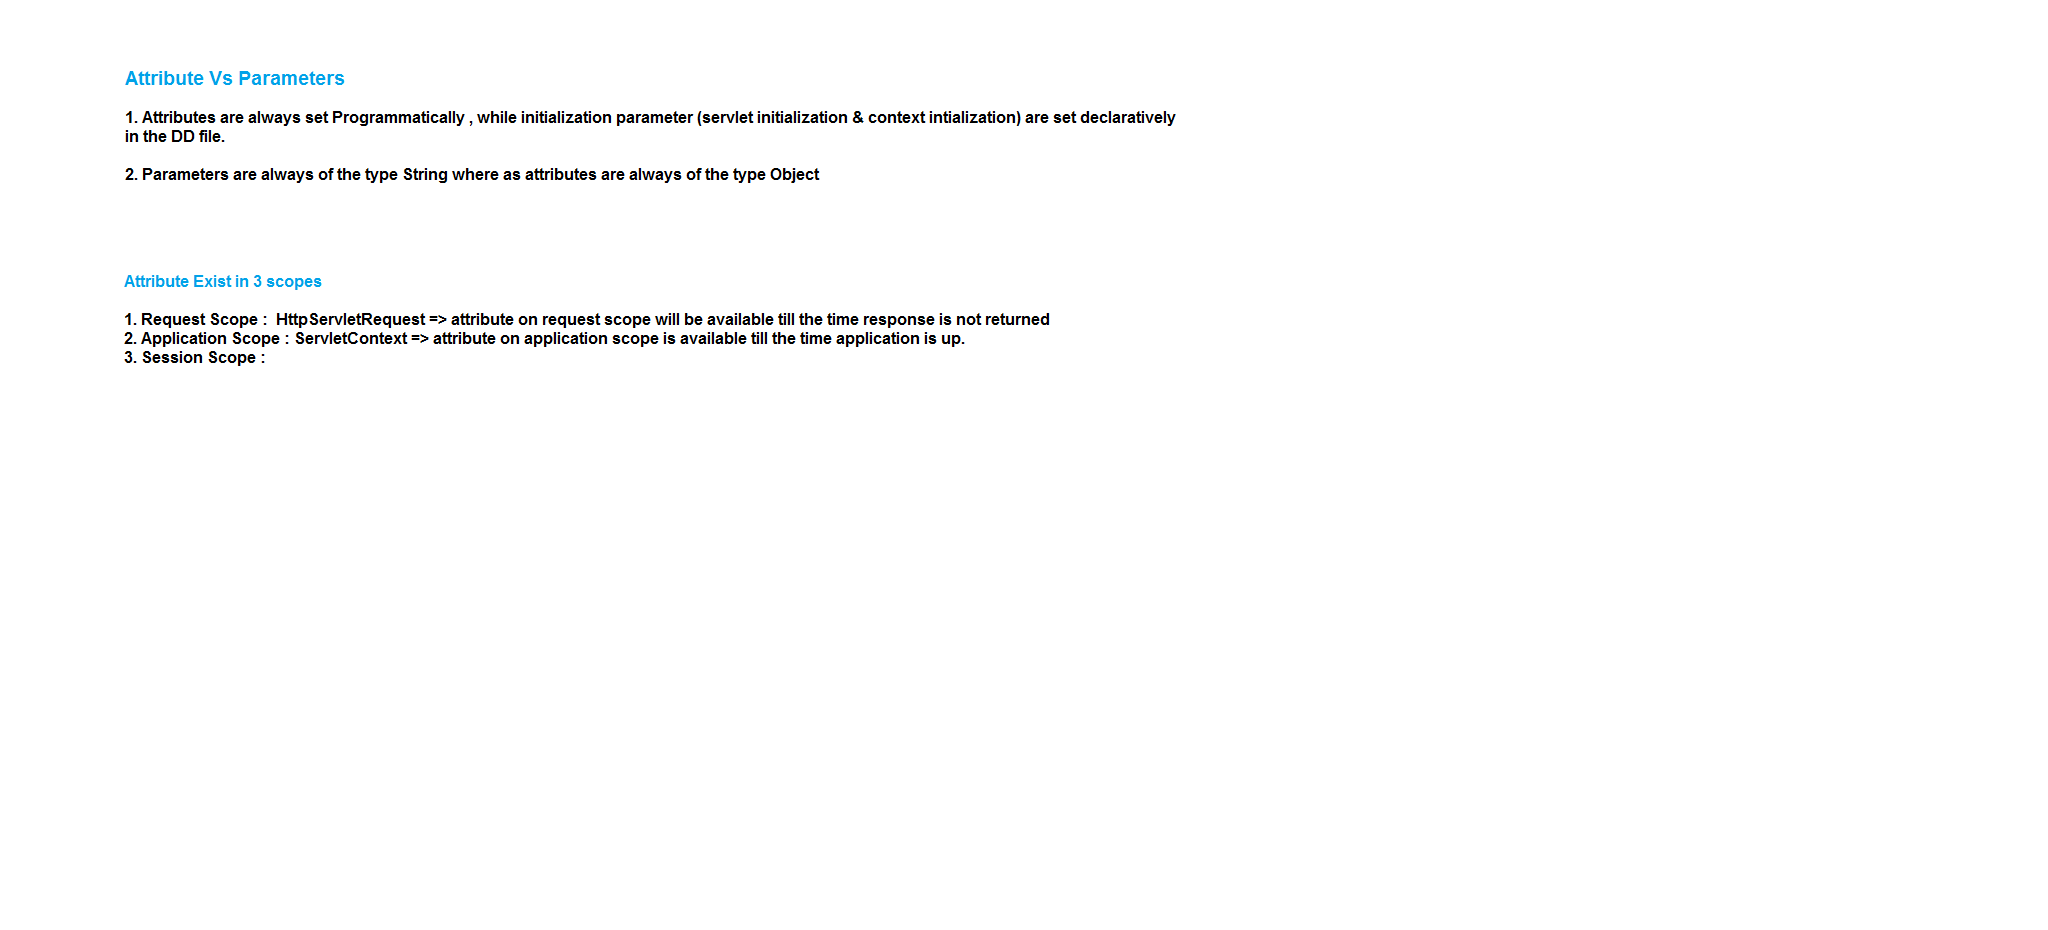 Attribute Vs Parameters
1. Attributes are always set Programmatically , while initialization parameter (servlet initialization & context intialization) are set declaratively
in the DD file.
2. Parameters are always of the type String where as attributes are always of the type Object
Attribute Exist in 3 scopes
1. Request Scope :  HttpServletRequest => attribute on request scope will be available till the time response is not returned
2. Application Scope : ServletContext => attribute on application scope is available till the time application is up.
3. Session Scope :